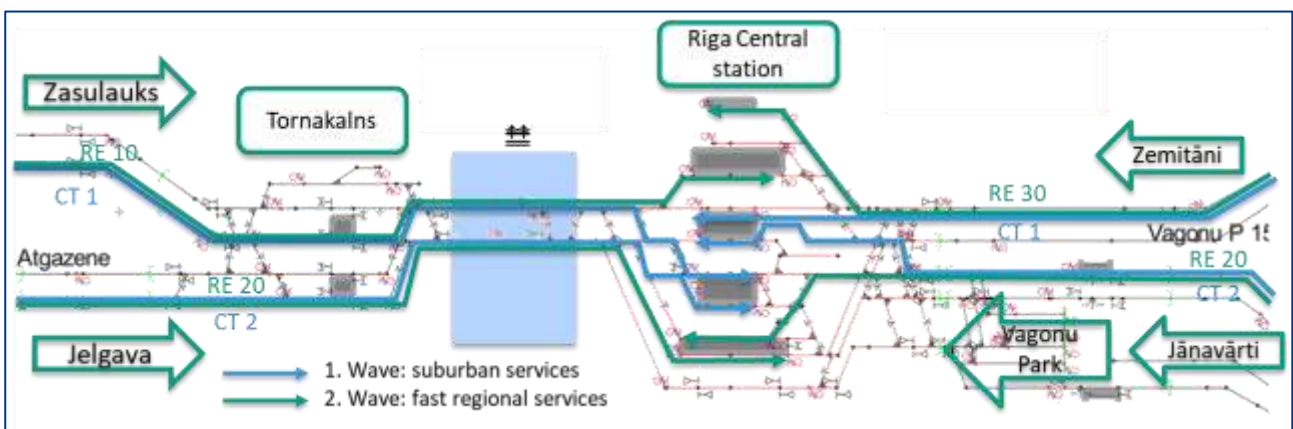 Riga Central
station
Zasulauks
Tornakalns
Zemitāni
RE 10
CT 1
RE 30
CT 1
Vagonu P 15
Atgazene
RE 20
CT 2
RE 20
CT 2
Jelgava
Vagonu
Park
Jāņavārti
1. Wave: suburban services
2. Wave: fast regional services